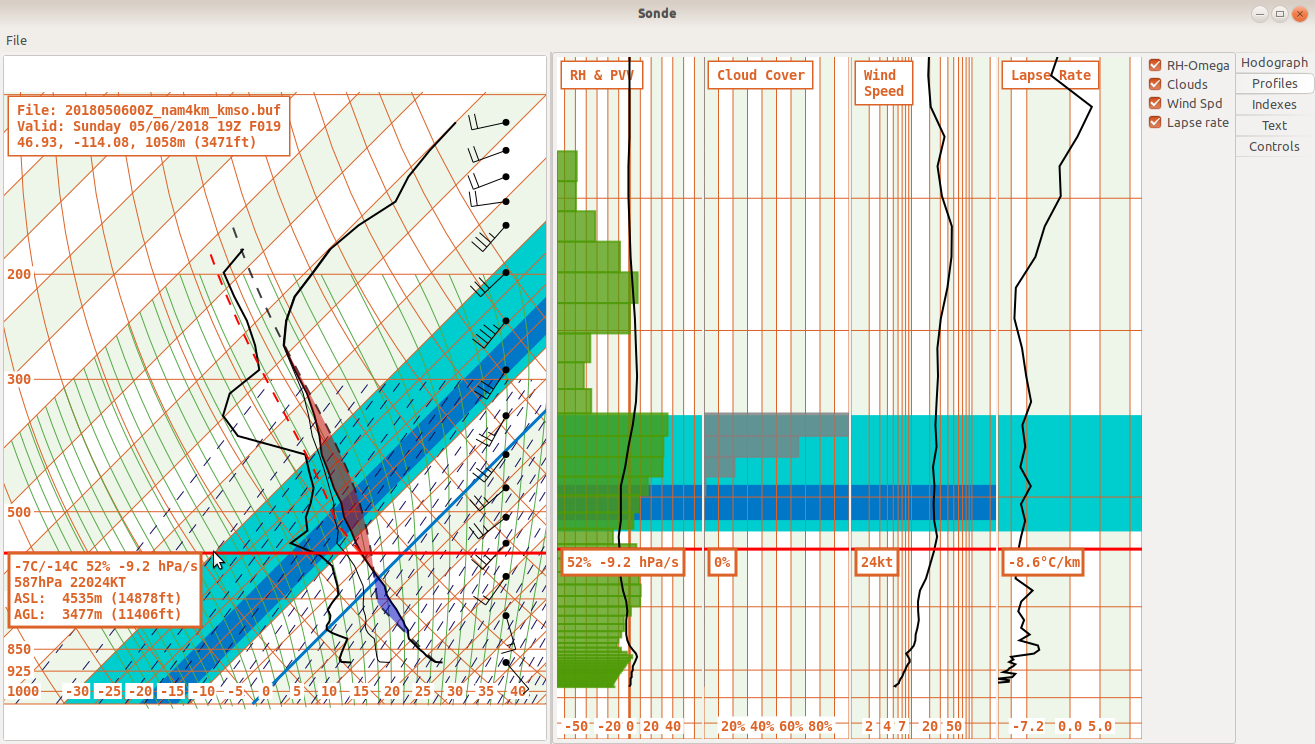 Sonde
File
File: 2018050600Z_nam4km_kmso.buf
Valid: Sunday 05/06/2018 19Z F019
46.93, -114.08, 1058m (3471ft)
200
300
500
-7C/-14C 52% -9.2 hPa/s
587hPa 22024KT
ASL: 4535m (14878ft)
AGL: 3477m (11406ft)
850
925
1000
-30 -25 -20 -15 -10 -5 0 5 10 15 20 25 30 35 40
RH & PVV
Cloud Cover
Wind
Speed
Lapse Rate
52% -9.2 hPa/s
0%
24kt
-8.6°C/km
-50 -20 0 20 40
20% 40% 60% 80%
2 4 7 20 50
-7.2 0.0 5.0
RH-Omega
Clouds
Wind Spd
Lapse rate
Hodograph
Profiles
Indexes
Text
Controls